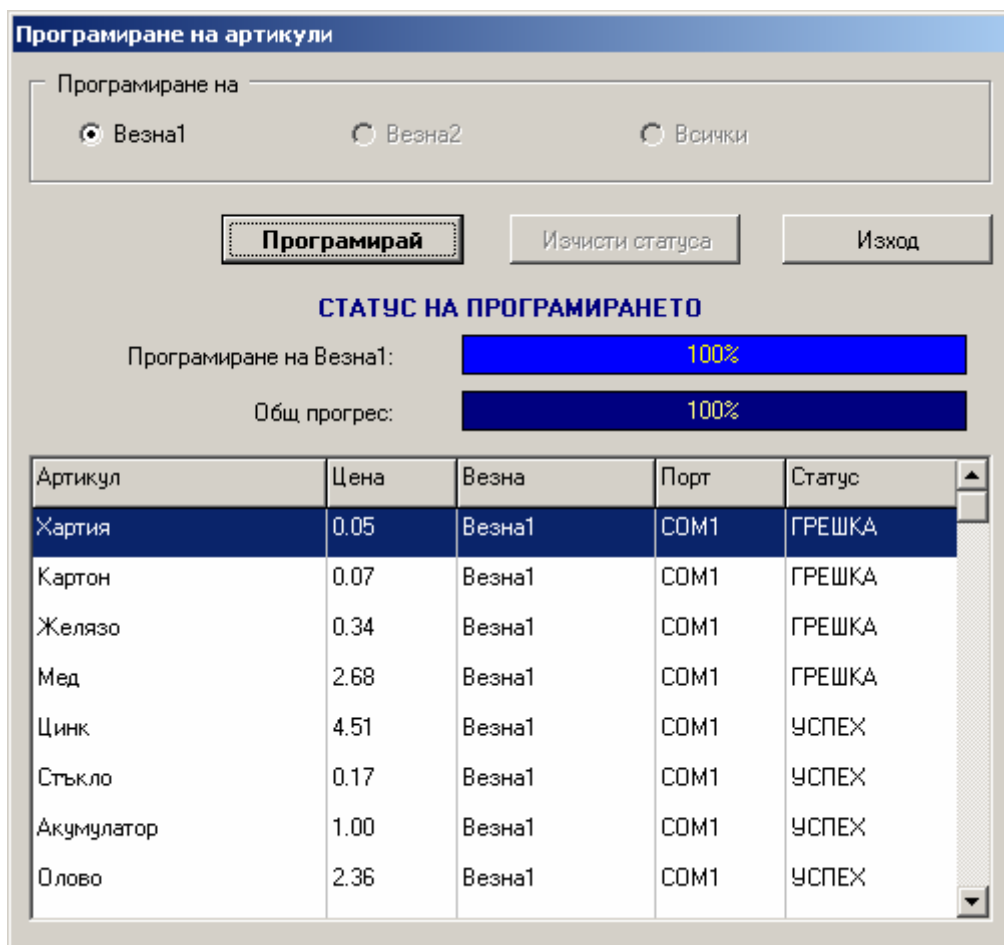 Програмиране на артикули
Програмиране на
Везна1 Везна2 Всички
Програмирай Изчисти статуса Изход
СТАТУС НА ПРОГРАМИРАНЕТО
Програмиране на Везна1: 100%
Общ прогрес: 100%
Артикул Цена Везна Порт Статус
Хартия 0.05 Везна1 COM1 ГРЕШКА
Картон 0.07 Везна1 COM1 ГРЕШКА
Желязо 0.34 Везна1 COM1 ГРЕШКА
Мед 2.68 Везна1 COM1 ГРЕШКА
Цинк 4.51 Везна1 COM1 УСПЕХ
Стъкло 0.17 Везна1 COM1 УСПЕХ
Акумулатор 1.00 Везна1 COM1 УСПЕХ
Олово 2.36 Везна1 COM1 УСПЕХ